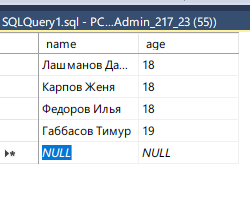 SQLQuery1.sql - PC...Admin_217_23 (55))
name age
Лашманов Да... 18
Карпов Женя 18
Федоров Илья 18
Габбасов Тимур 19
NULL NULL